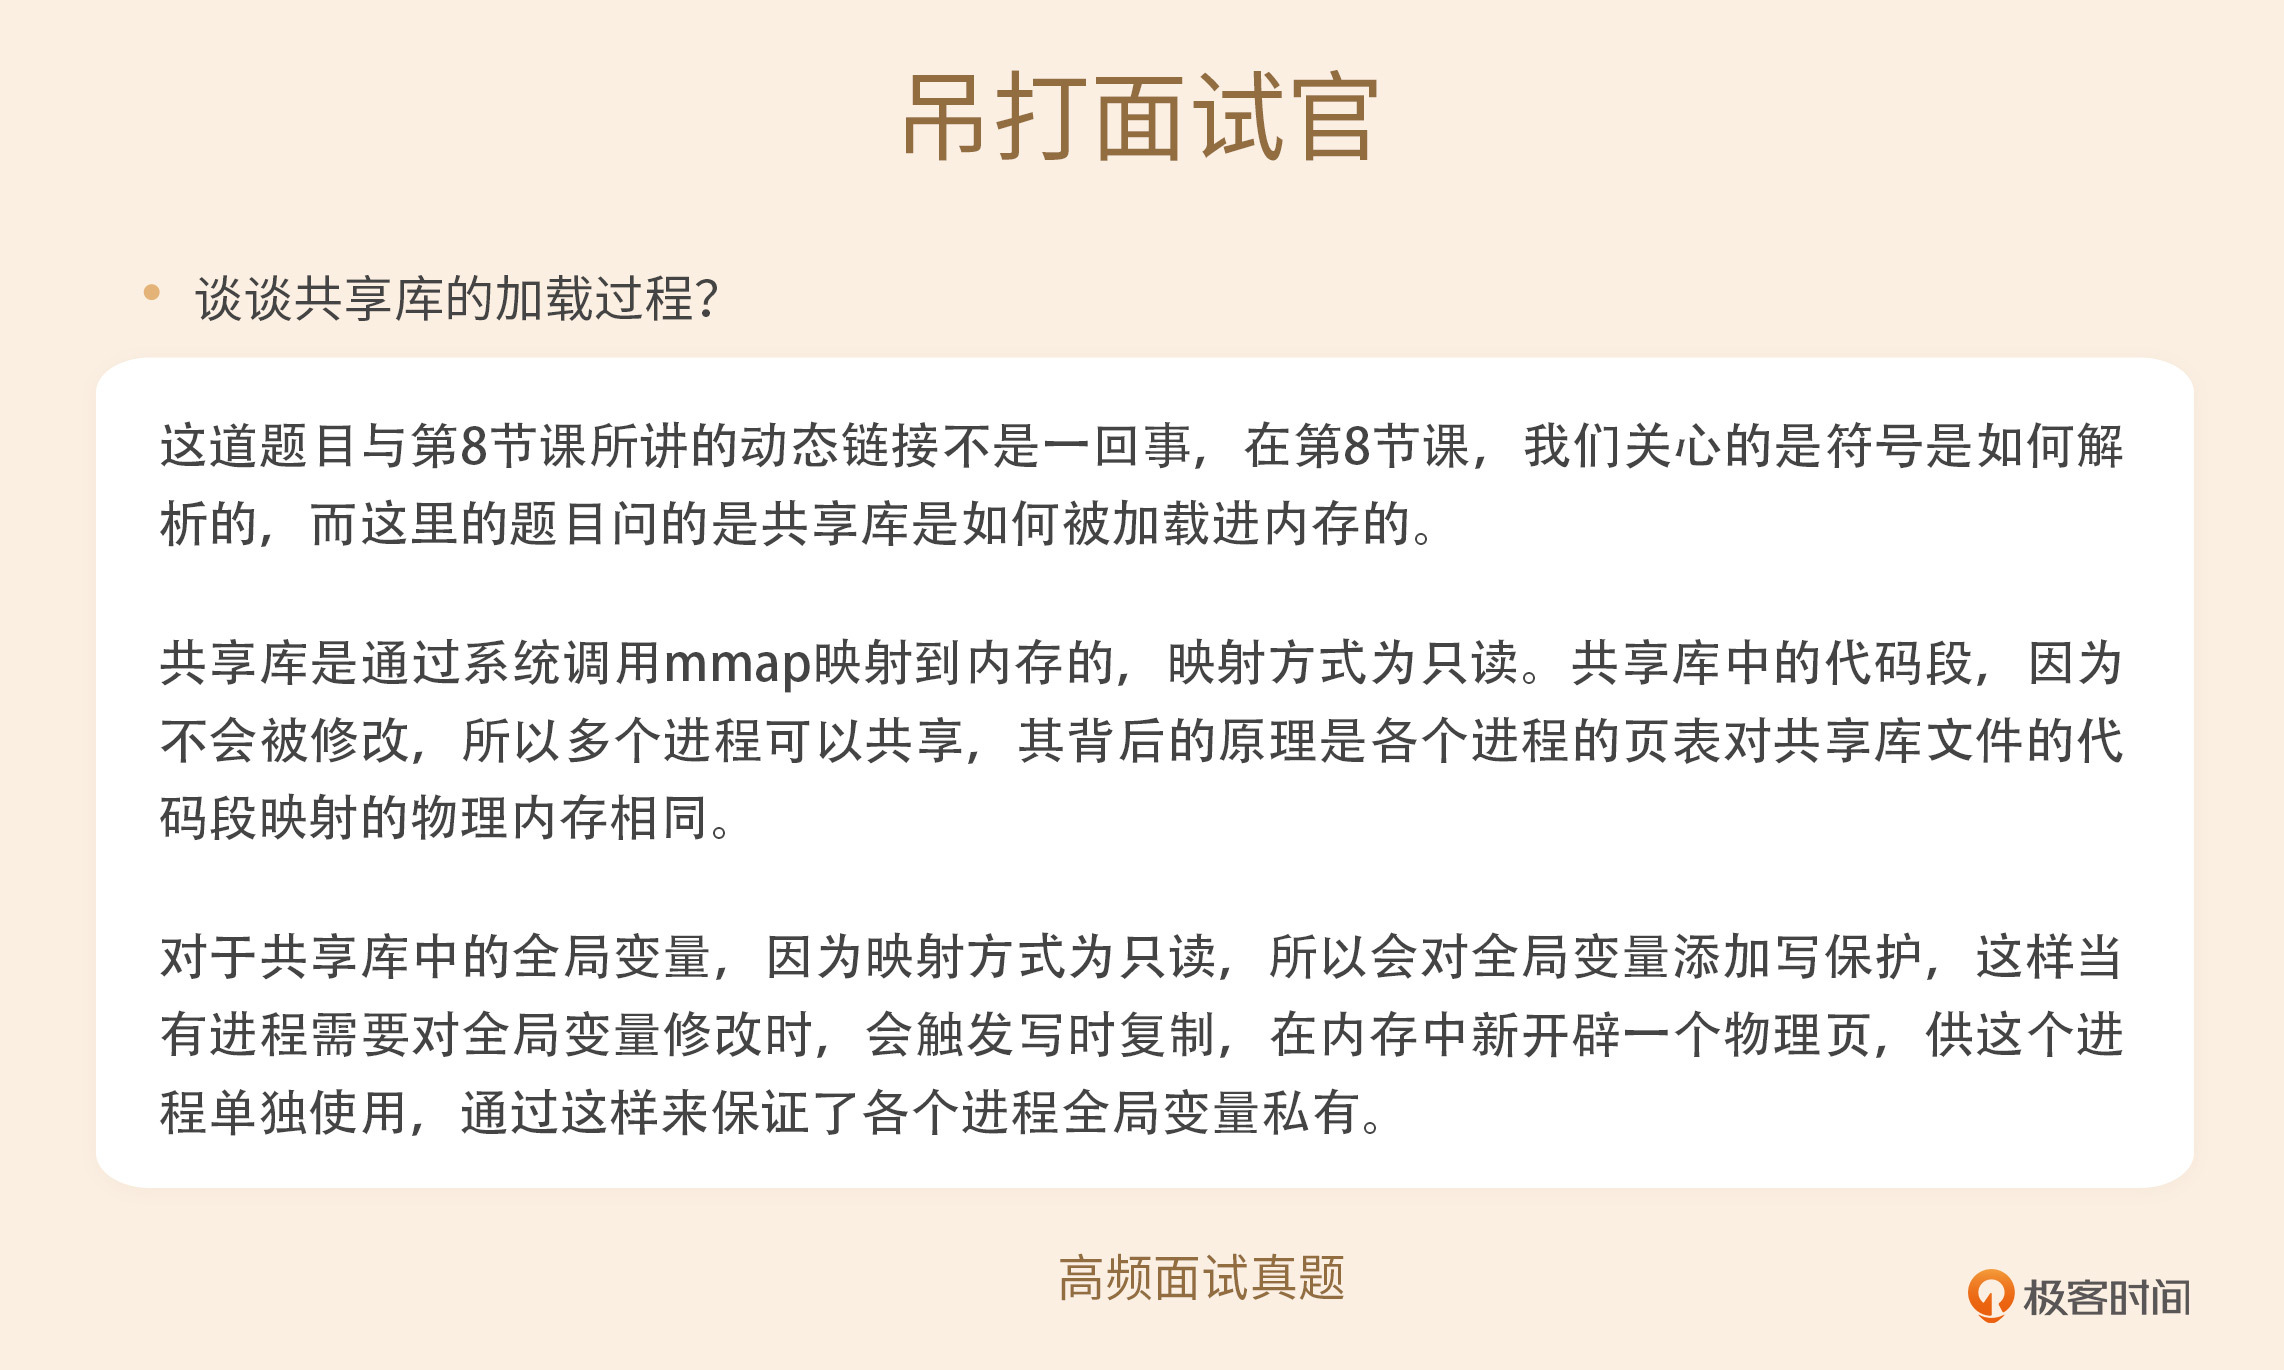 吊打面试官
谈谈共享库的加载过程？
这道题目与第8节课所讲的动态链接不是一回事，在第8节课，我们关心的是符号是如何解
析的，而这里的题目问的是共享库是如何被加载进内存的。
共享库是通过系统调用mmap映射到内存的，映射方式为只读。共享库中的代码段，因为
不会被修改，所以多个进程可以共享，其背后的原理是各个进程的页表对共享库文件的代
码段映射的物理内存相同。
对于共享库中的全局变量，因为映射方式为只读，所以会对全局变量添加写保护，这样当
有进程需要对全局变量修改时，会触发写时复制，在内存中新开辟一个物理页，供这个进
程单独使用，通过这样来保证了各个进程全局变量私有。
高频面试真题
极客时间